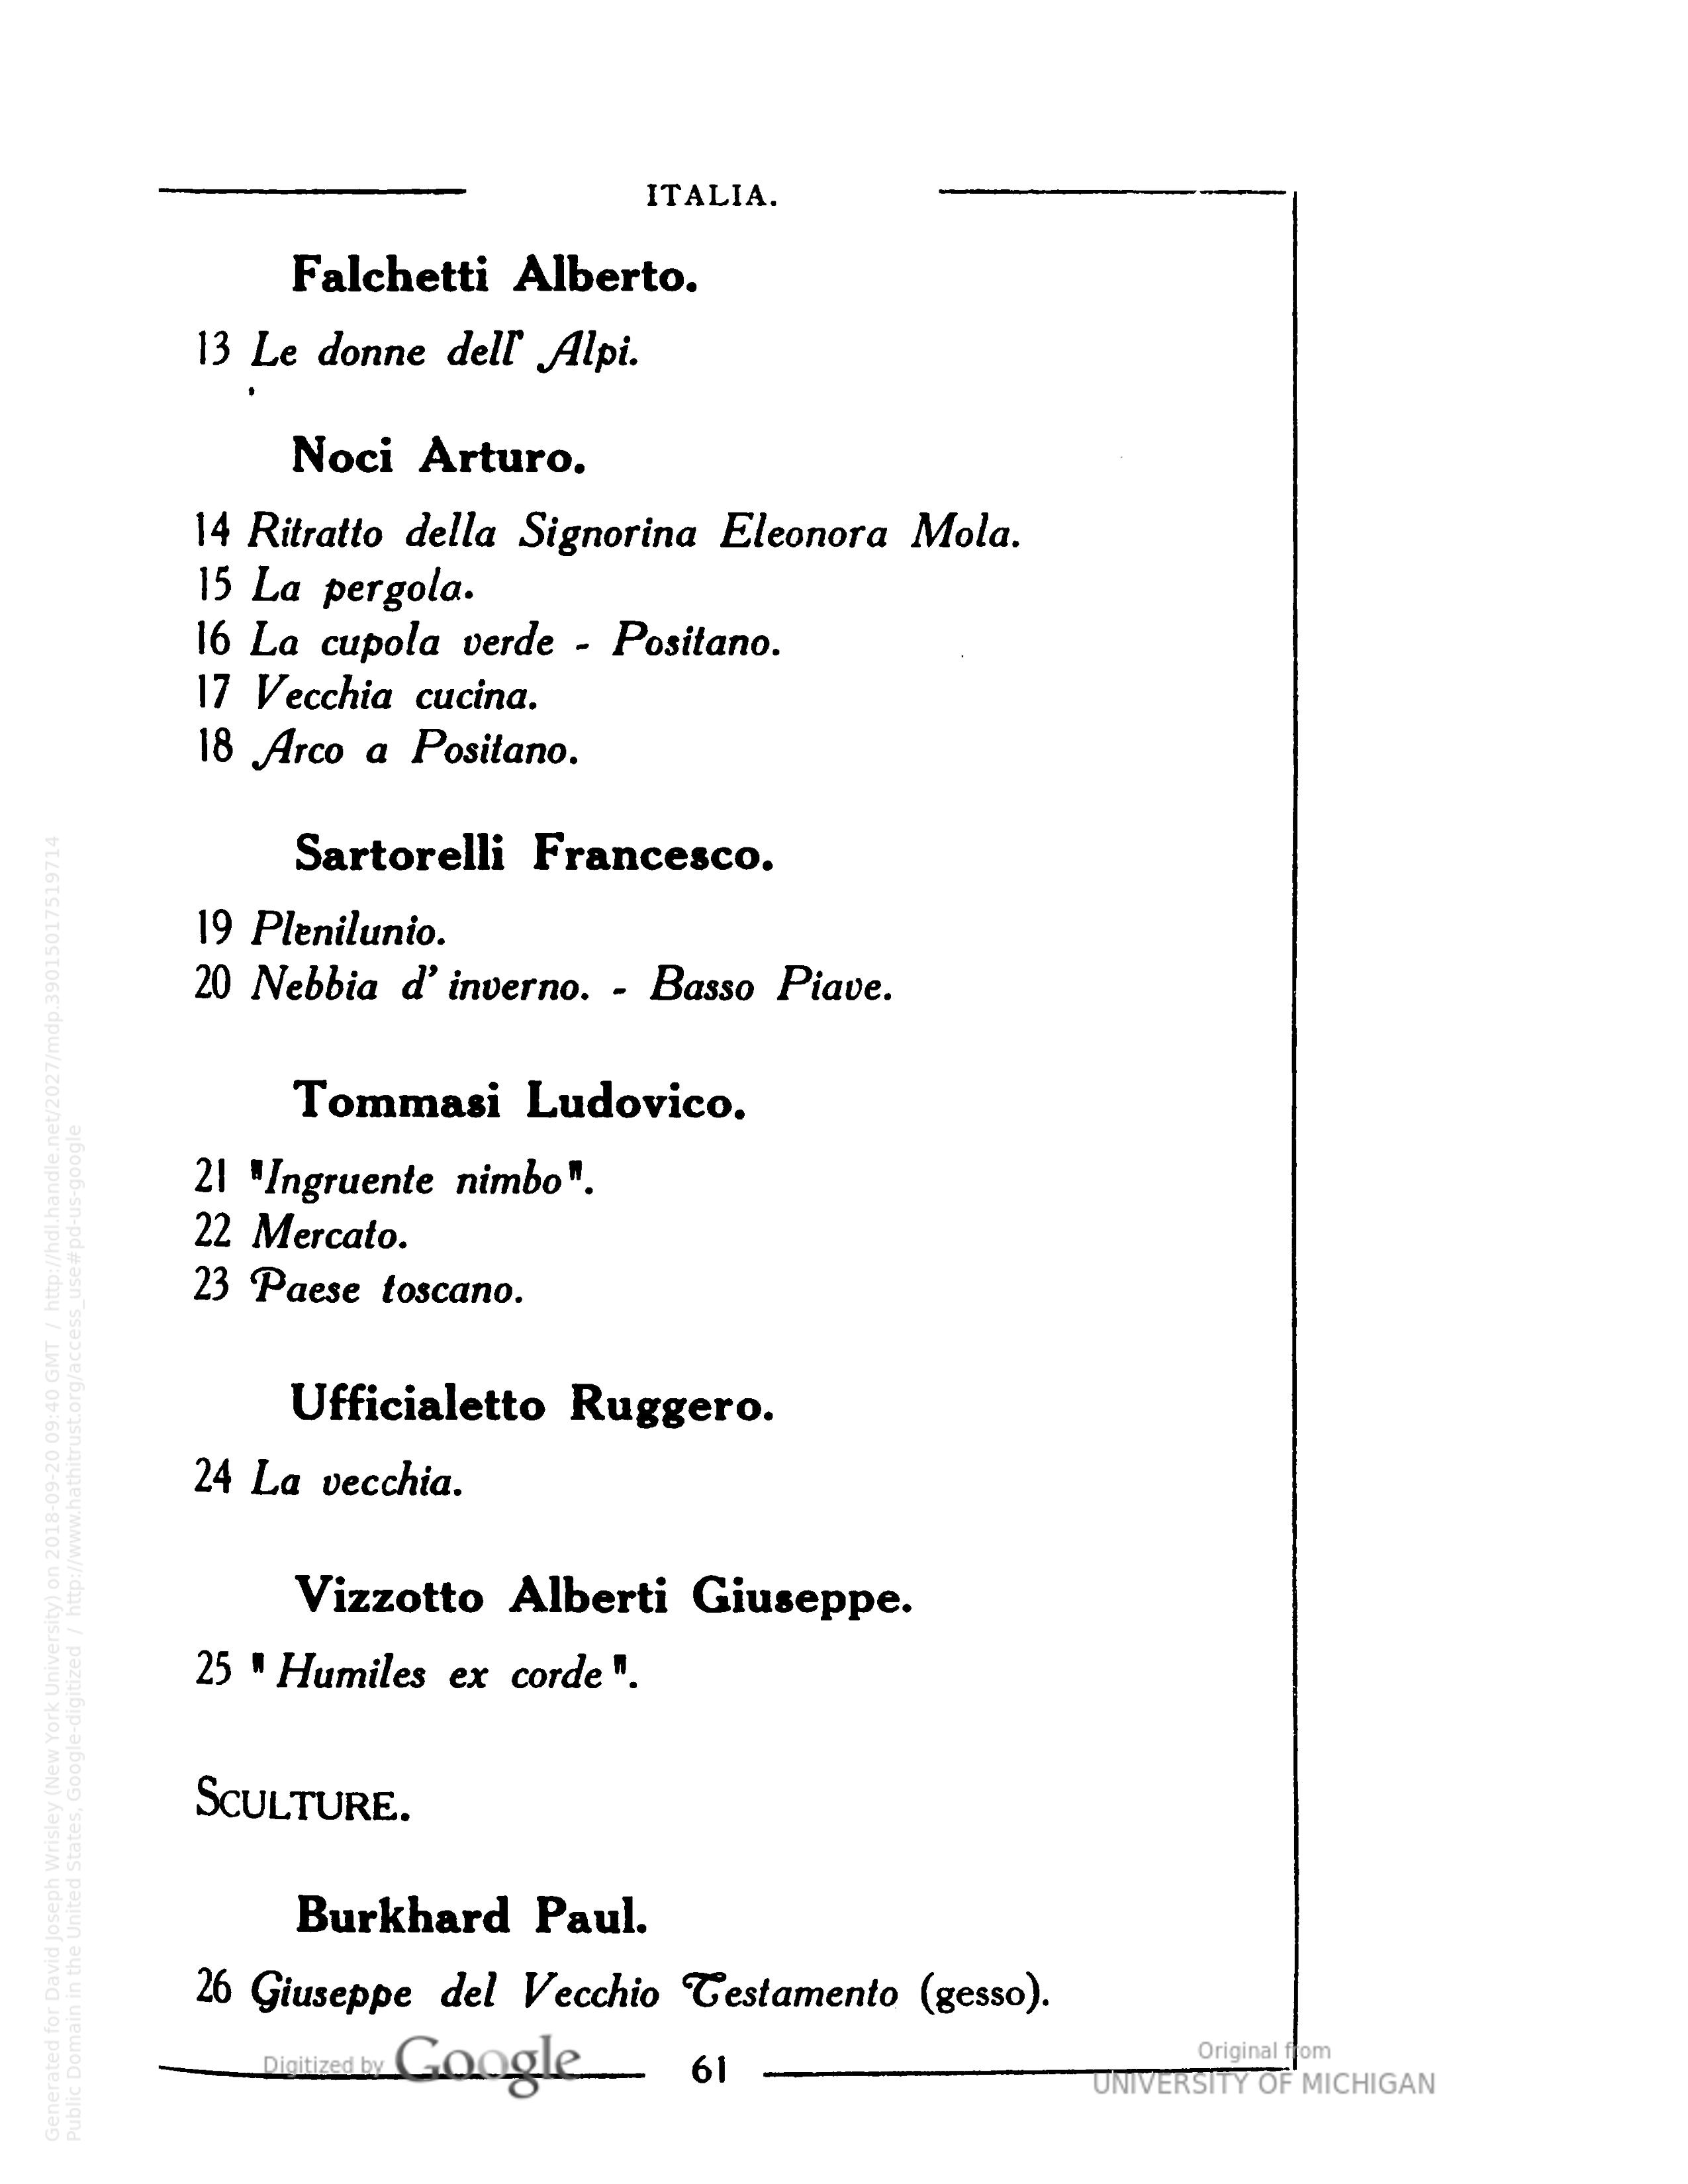 ITALIA.
Falchetti Alberto.
13 Le donne dell' Alpi.
Noci Arturo.
14 Ritratto della Signorina Eleonora Mola.
15 La pergola.
16 La cupola verde - Positano.
17 Vecchia cucina.
18 Arco a Positano.
Sartorelli Francesco.
19 Plenilunio.
20 Nebbia d' inverno. - Basso Piave.
Tommasi Ludovico.
21 "Ingruente nimbo".
22 Mercato.
23 Paese toscano.
Ufficialetto Ruggero.
24 La vecchia.
Vizzotto Alberti Giuseppe.
25 "Humiles ex corde".
SCULTURE.
Burkhard Paul.
26 Giuseppe del Vecchio Testamento (gesso).
61
Digitized by Google
Original from
UNIVERSITY OF MICHIGAN
Generated for David Joseph Wrisley (New York University) on 2018-09-20 09:40 GMT / http://hdl.handle.net/2027/mdp.39015017519714
Public Domain in the United States, Google-digitized / http://www.hathitrust.org/access_use#pd-us-google